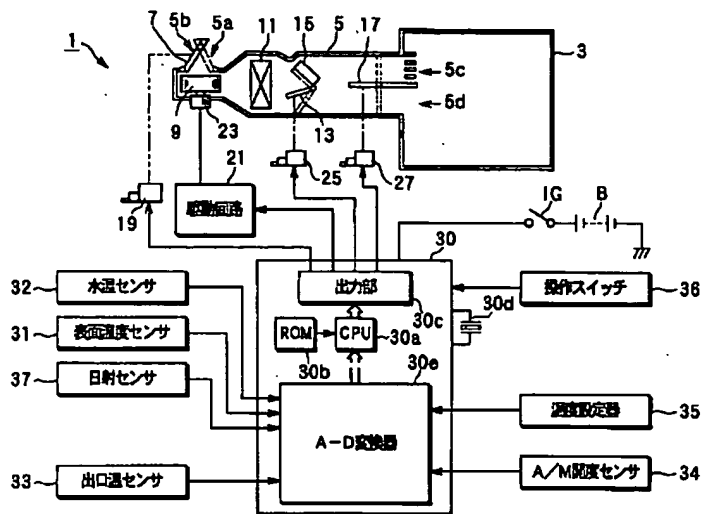 1
5b 5a
7
11
15
5
17
3
5c
5d
9
23
13
25
27
21
駆動回路
19
IG
B
30
32
水温センサ
出力部
30c
操作スイッチ
36
31
表面温度センサ
ROM
CPU
30a
30d
30b
30e
37
日射センサ
A-D変換器
温度設定器
35
33
出口温センサ
A/M開度センサ
34